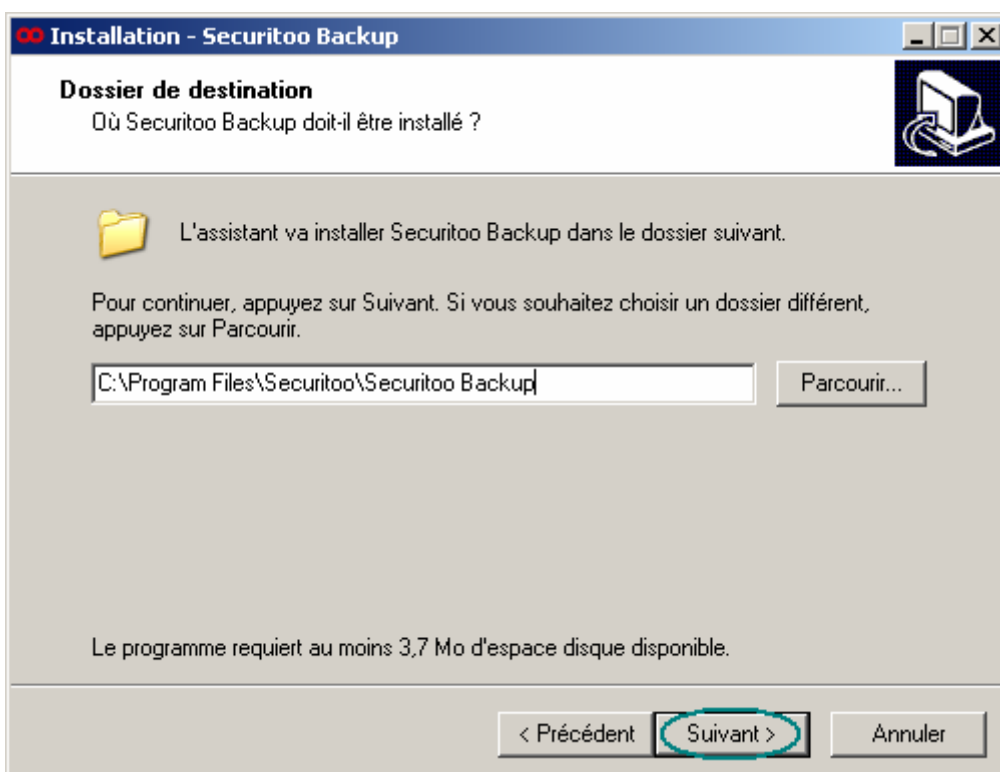 Installation - Securitoo Backup
Dossier de destination
Où Securitoo Backup doit-il être installé ?
L'assistant va installer Securitoo Backup dans le dossier suivant.
Pour continuer, appuyez sur Suivant. Si vous souhaitez choisir un dossier différent,
appuyez sur Parcourir.
C:\Program Files\Securitoo\Securitoo Backup
Parcourir...
Le programme requiert au moins 3,7 Mo d'espace disque disponible.
< Précédent
Suivant >
Annuler